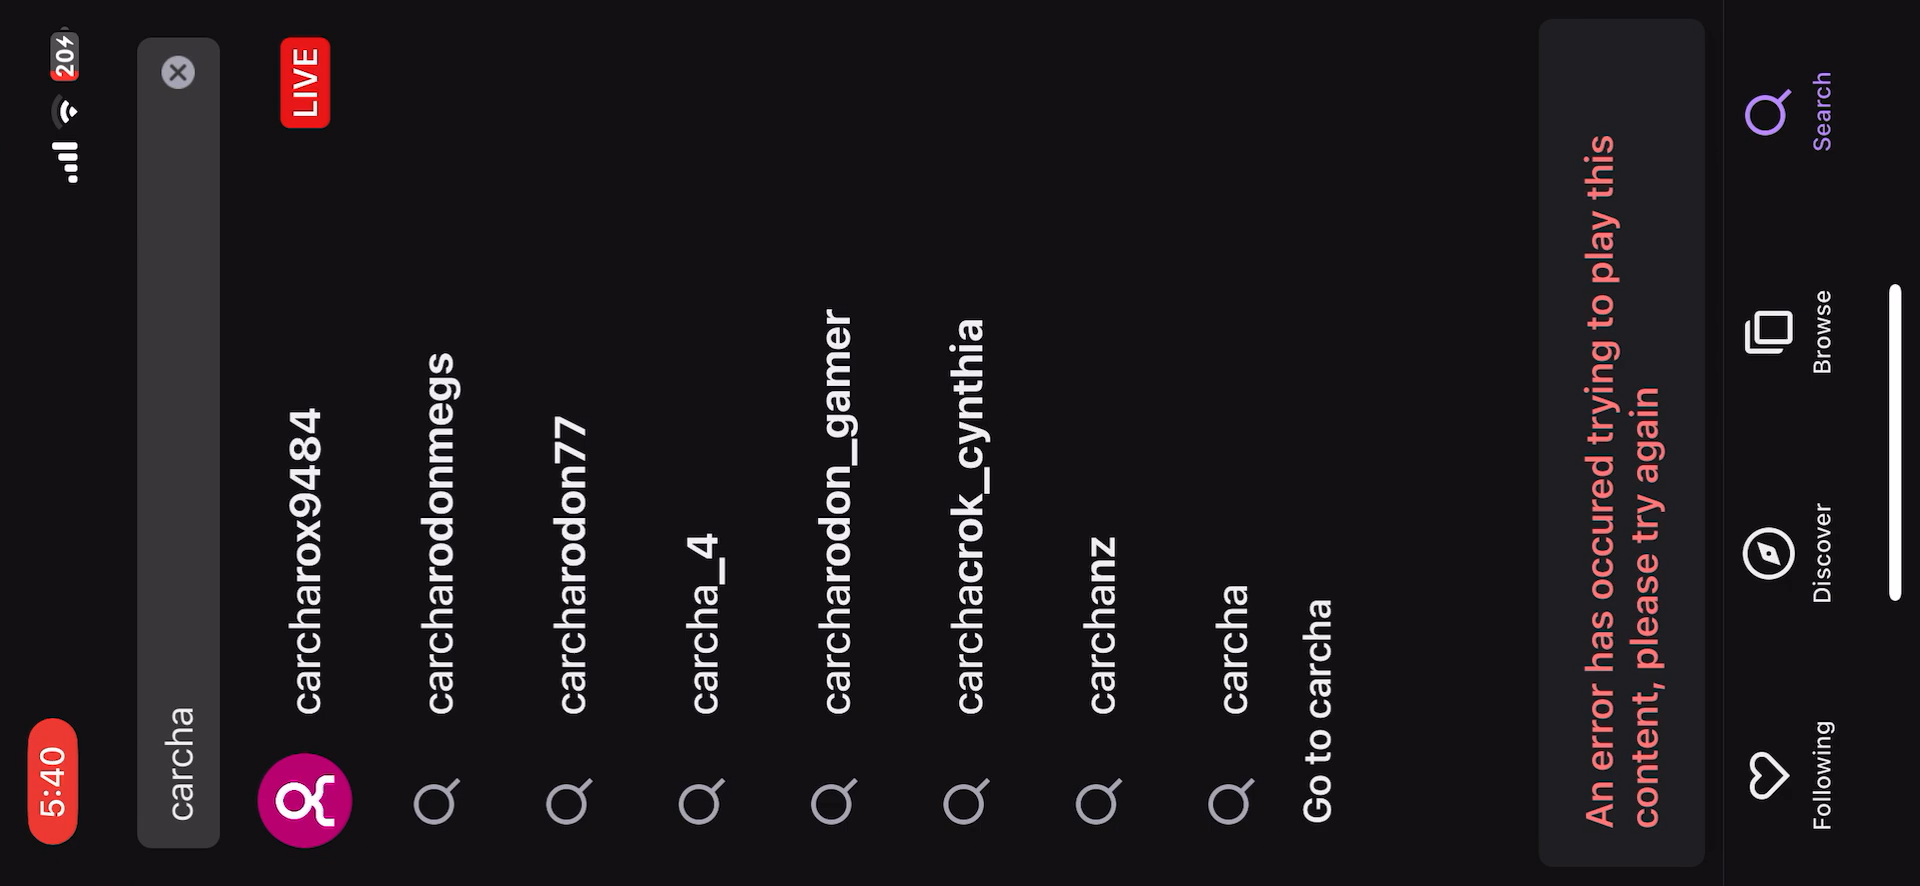 5:40
20
carcha
carcharox9484
LIVE
carcharodonmegs
carcharodon77
carcha_4
carcharodon_gamer
carchacrok_cynthia
carchanz
carcha
Go to carcha
An error has occured trying to play this
content, please try again
Following
Discover
Browse
Search